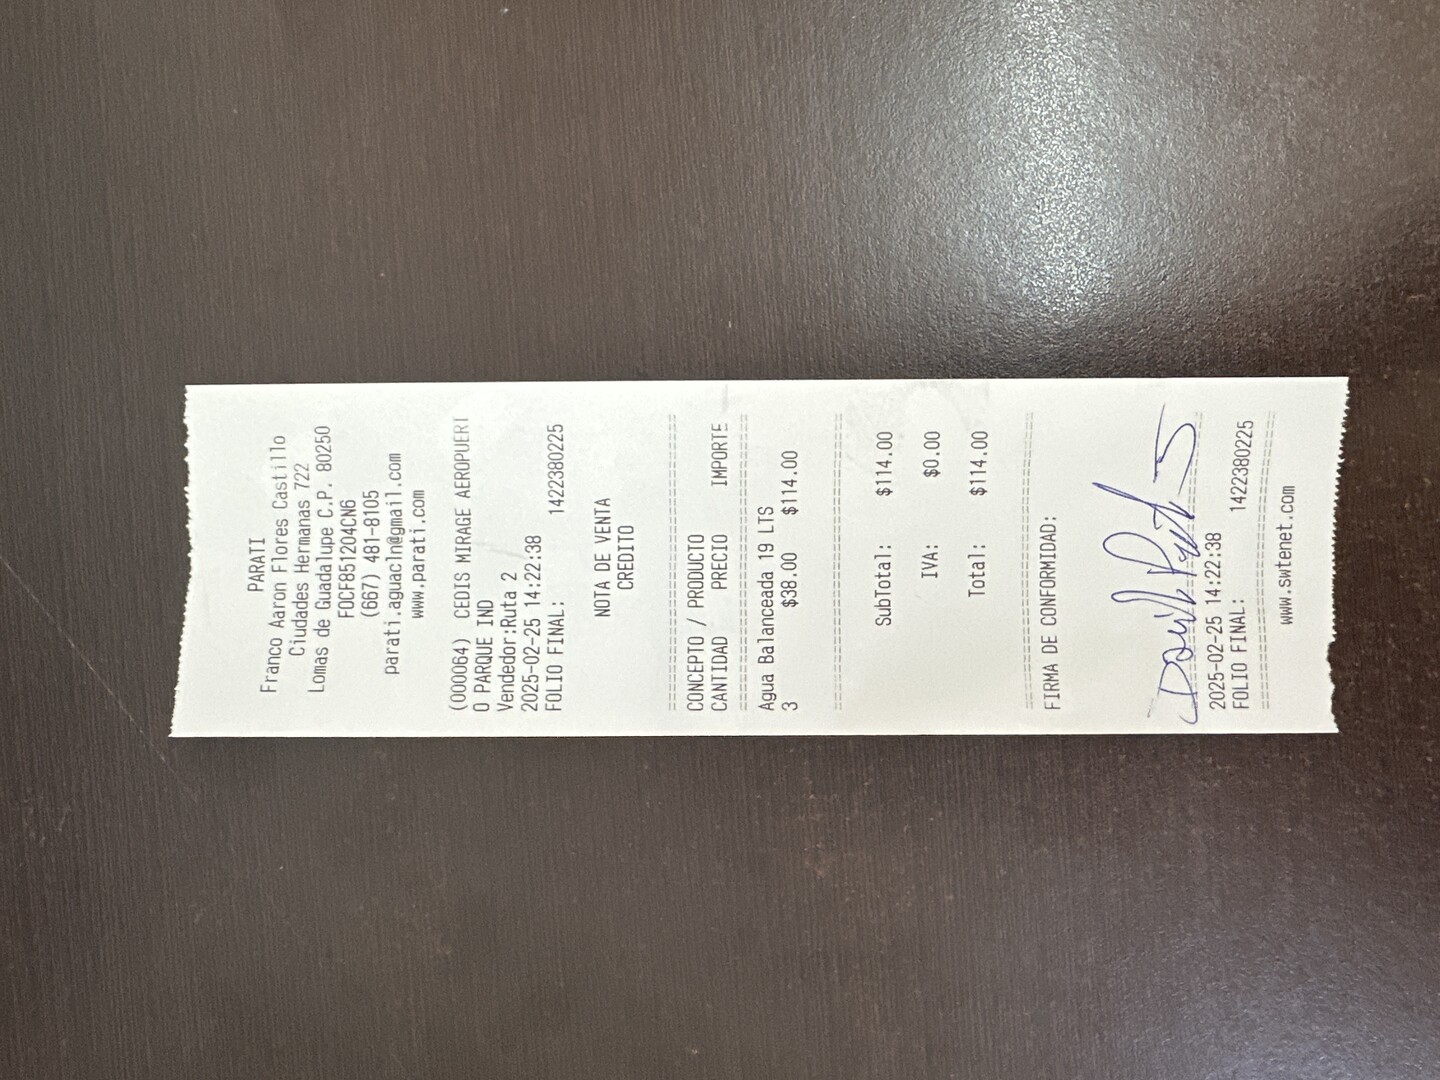 PARATI
Franco Aaron Flores Castillo
Ciudades Hermanas 722
Lomas de Guadalupe C.P. 80250
FOCF851204CN6
(667) 481-8105
parati.aguacln@gmail.com
www.parati.com
(000064) CEDIS MIRAGE AEROPUERT
O PARQUE IND
Vendedor:Ruta 2
2025-02-25 14:22:38
FOLIO FINAL: 1422380225
NOTA DE VENTA
CREDITO
CONCEPTO / PRODUCTO
CANTIDAD PRECIO IMPORTE
Agua Balanceada 19 LTS
3 $38.00 $114.00
SubTotal: $114.00
IVA: $0.00
Total: $114.00
FIRMA DE CONFORMIDAD:
2025-02-25 14:22:38
FOLIO FINAL: 1422380225
www.swtenet.com